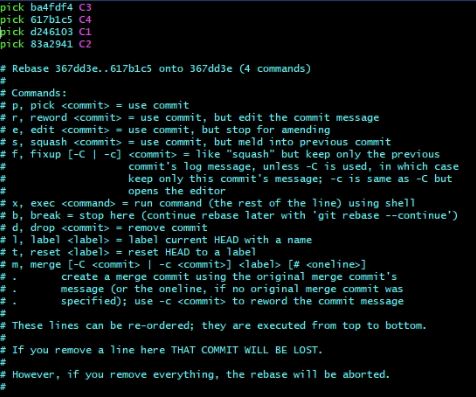 pick ba4fdf4 C3
pick 617b1c5 C4
pick d246103 C1
pick 83a2941 C2
# Rebase 367dd3e..617b1c5 onto 367dd3e (4 commands)
#
# Commands:
# p, pick <commit> = use commit
# r, reword <commit> = use commit, but edit the commit message
# e, edit <commit> = use commit, but stop for amending
# s, squash <commit> = use commit, but meld into previous commit
# f, fixup [-C | -c] <commit> = like "squash" but keep only the previous
#                    commit's log message, unless -C is used, in which case
#                    keep only this commit's message; -c is same as -C but
#                    opens the editor
# x, exec <command> = run command (the rest of the line) using shell
# b, break = stop here (continue rebase later with 'git rebase --continue')
# d, drop <commit> = remove commit
# l, label <label> = label current HEAD with a name
# t, reset <label> = reset HEAD to a label
# m, merge [-C <commit> | -c <commit>] <label> [# <oneline>]
# .       create a merge commit using the original merge commit's
# .       message (or the oneline, if no original merge commit was
# .       specified); use -c <commit> to reword the commit message
#
# These lines can be re-ordered; they are executed from top to bottom.
#
# If you remove a line here THAT COMMIT WILL BE LOST.
#
# However, if you remove everything, the rebase will be aborted.
#